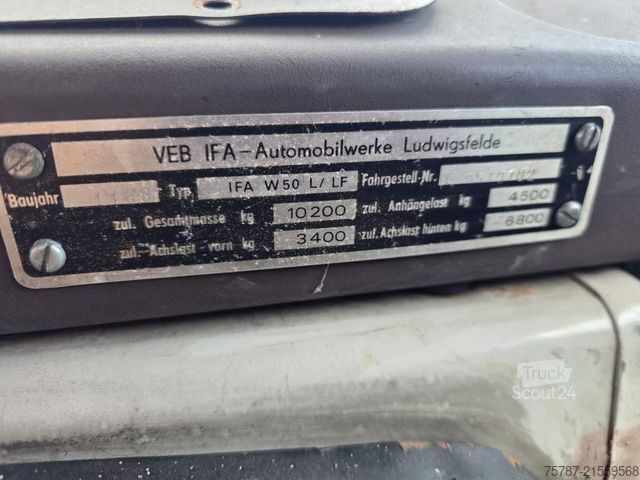 VEB IFA-Automobilwerke Ludwigsfelde
Baujahr Typ IFA W50 L/LF Fahrgestell-Nr.
zul. Gesamtmasse kg 10200 zul. Anhängelast kg 4500
zul. Achslast vorn kg 3400 zul. Achslast hinten kg 6800
Truck
Scout24
75787-21559568